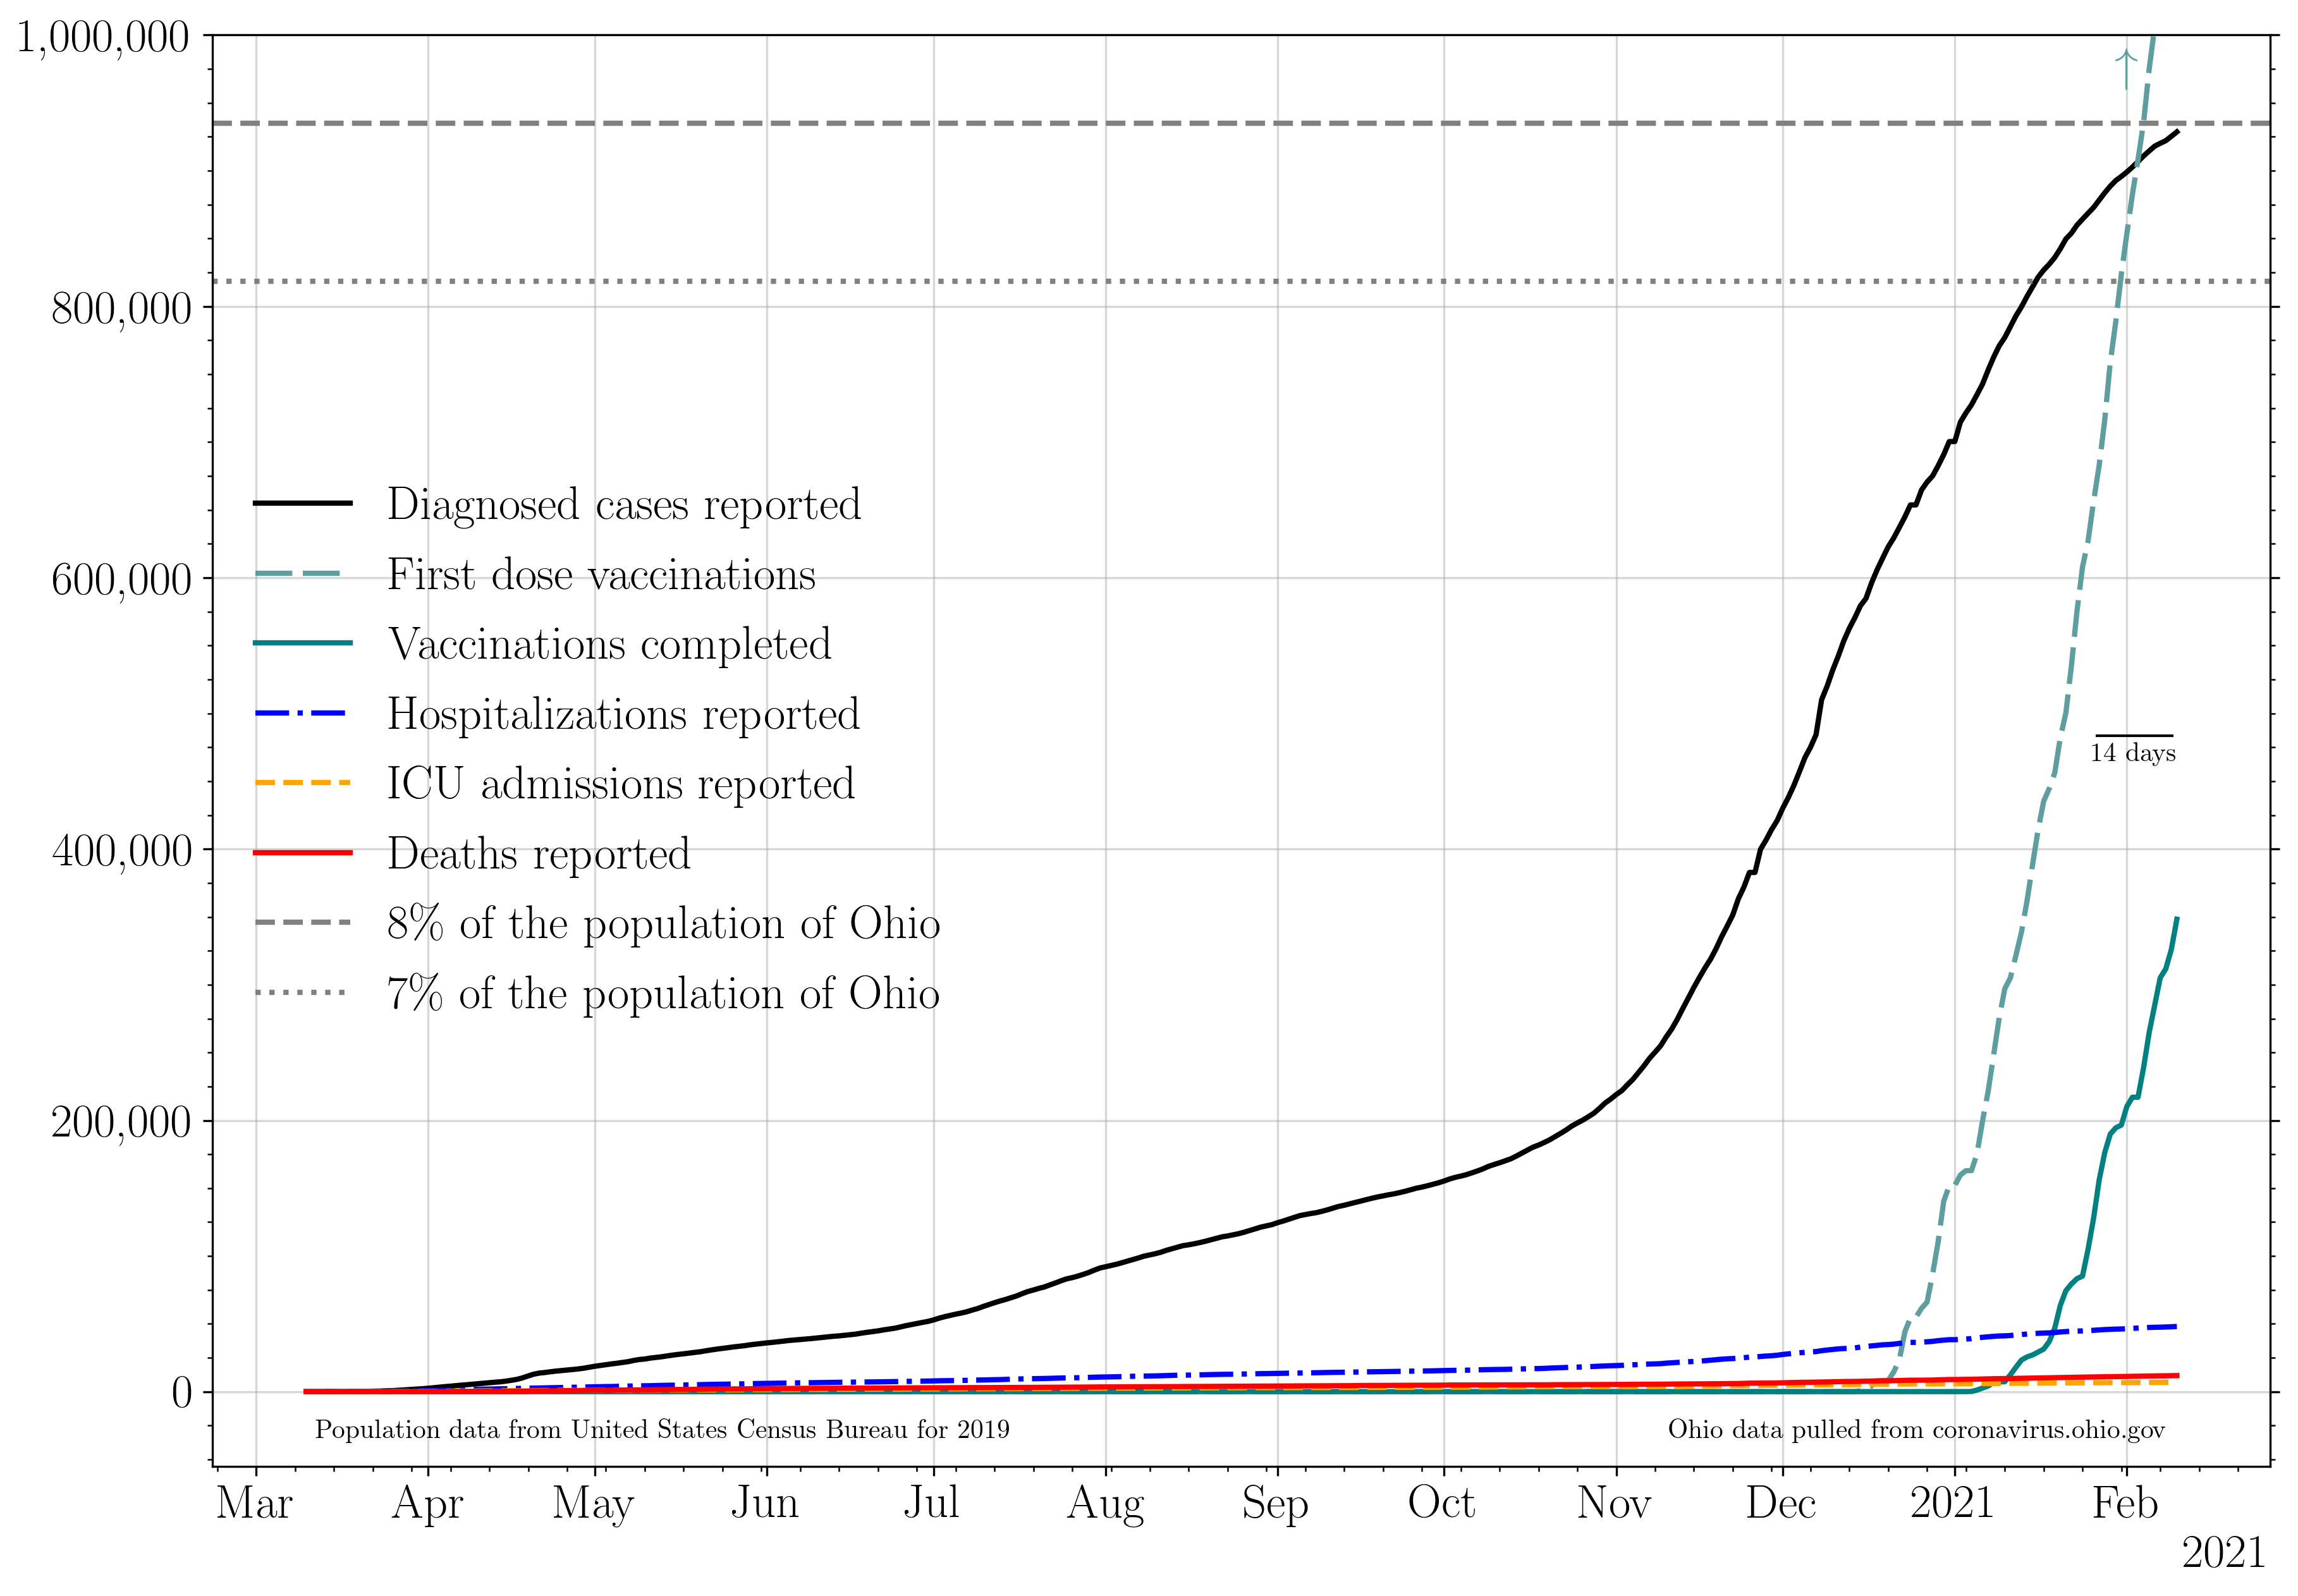 1,000,000
800,000
600,000
400,000
200,000
0
Diagnosed cases reported
First dose vaccinations
Vaccinations completed
Hospitalizations reported
ICU admissions reported
Deaths reported
8% of the population of Ohio
7% of the population of Ohio
14 days
Population data from United States Census Bureau for 2019
Ohio data pulled from coronavirus.ohio.gov
Mar Apr May Jun Jul Aug Sep Oct Nov Dec 2021 Feb
2021